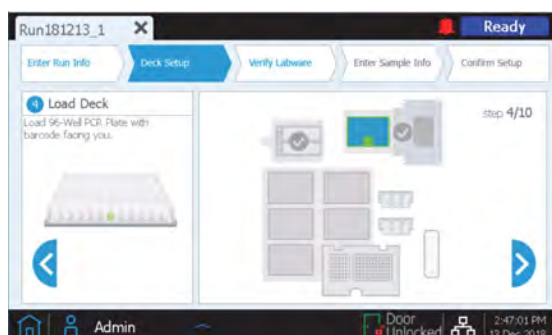 Run181213_1
Ready
Enter Run Info
Deck Setup
Verify Labware
Enter Sample Info
Confirm Setup
4 Load Deck
Load 96-Well PCR Plate with
barcode facing you.
step 4/10
Admin
Door
Unlocked
2:47:01 PM
13 Dec 2018